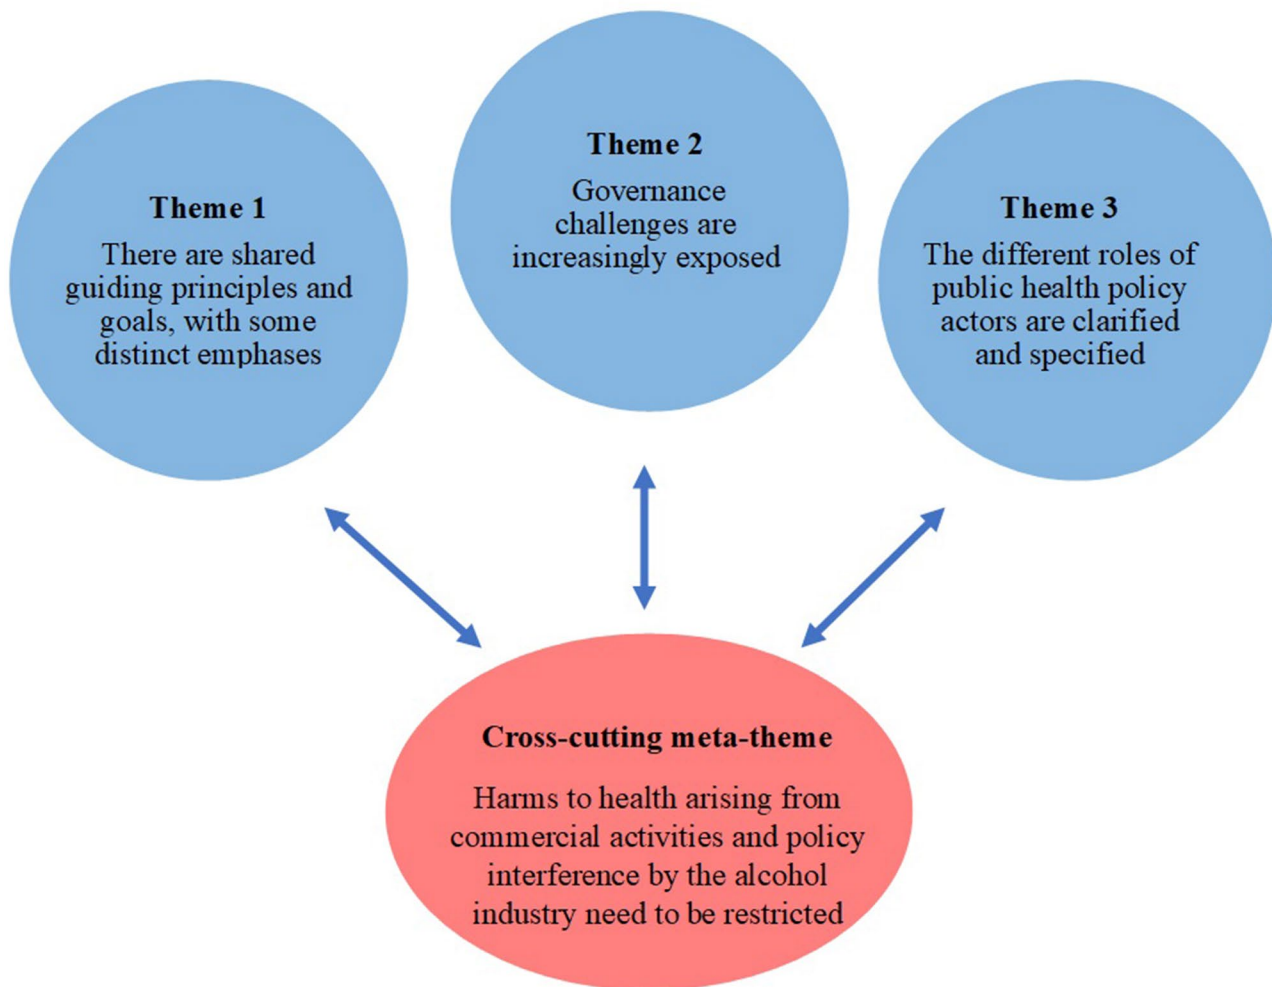 Theme 1
There are shared
guiding principles and
goals, with some
distinct emphases
Theme 2
Governance
challenges are
increasingly exposed
Theme 3
The different roles of
public health policy
actors are clarified
and specified
Cross-cutting meta-theme
Harms to health arising from
commercial activities and policy
interference by the alcohol
industry need to be restricted